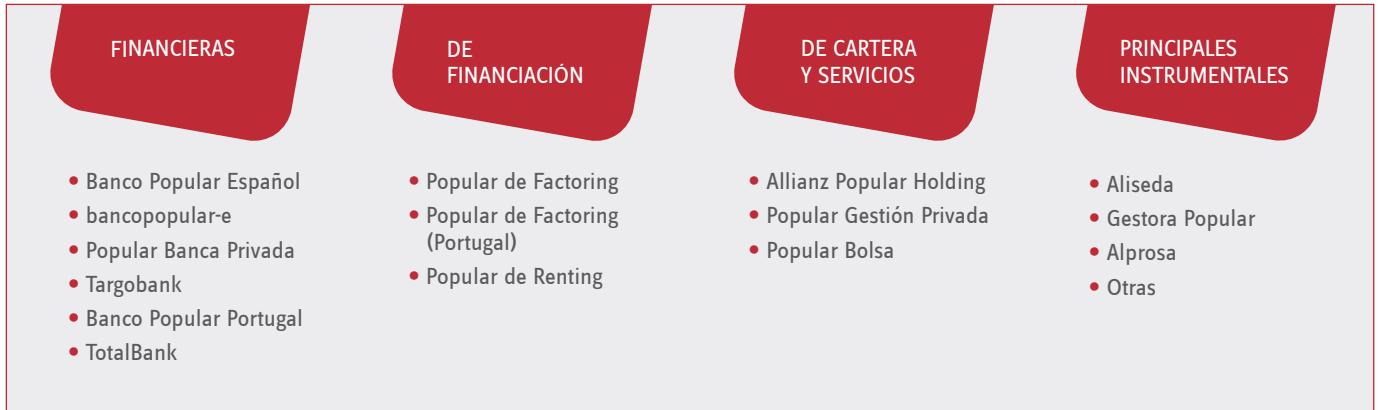 FINANCIERAS
• Banco Popular Español
• bancopopular-e
• Popular Banca Privada
• Targobank
• Banco Popular Portugal
• TotalBank
DE
FINANCIACIÓN
• Popular de Factoring
• Popular de Factoring
(Portugal)
• Popular de Renting
DE CARTERA
Y SERVICIOS
• Allianz Popular Holding
• Popular Gestión Privada
• Popular Bolsa
PRINCIPALES
INSTRUMENTALES
• Aliseda
• Gestora Popular
• Alprosa
• Otras